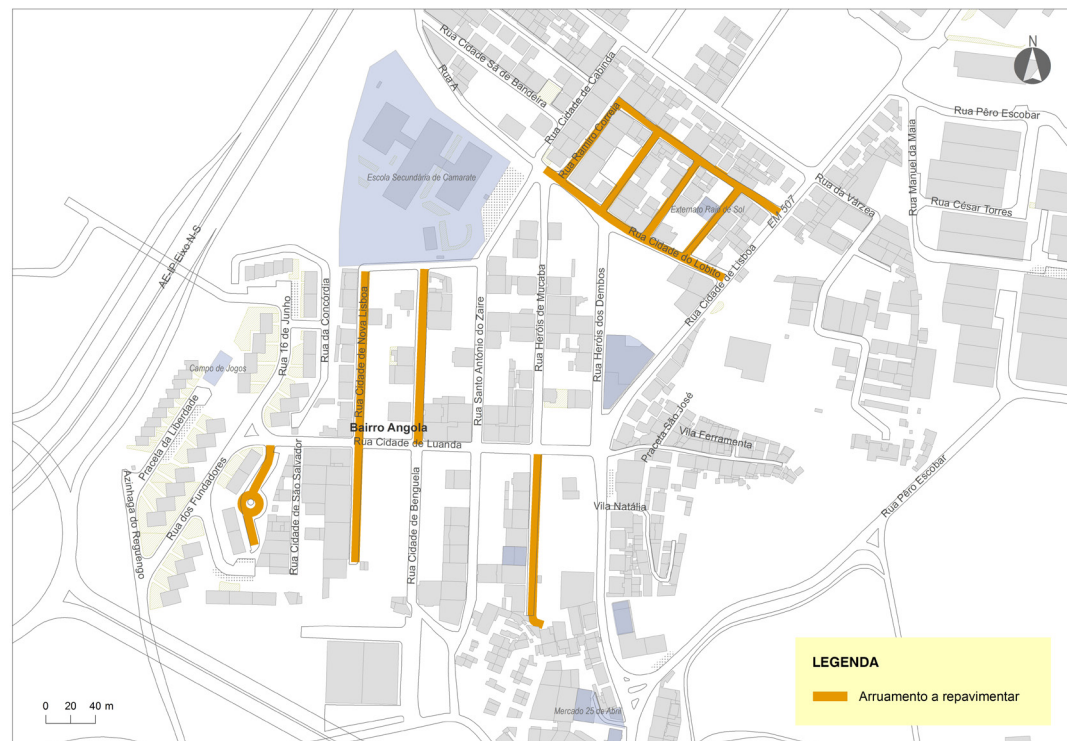 Rua Cidade Sá de Bandeira
Rua A
Rua Cidade de Cabinda
N
Rua Pêro Escobar
Rua Manuel da Maia
Rua Ramiro Correia
Escola Secundária de Camarate
Rua da Várzea
Externato Raiz de Sol
EM 507
Rua César Torres
Rua Cidade do Lobito
AE-IP Eixo N-S
Rua Cidade de Lisboa
Rua da Concórdia
Rua 16 de Junho
Rua Cidade de Nova Lisboa
Rua Santo António do Zaire
Rua Heróis de Mucaba
Rua Heróis dos Dembos
Campo de Jogos
Praceta da Liberdade
Praceta São José
Bairro Angola
Rua Cidade de Luanda
Vila Ferramenta
Rua dos Fundadores
Azinhaga do Reguengo
Rua Cidade de São Salvador
Rua Cidade de Benguela
Vila Natália
Rua Pêro Escobar
Mercado 25 de Abril
LEGENDA
Arruamento a repavimentar
0 20 40 m